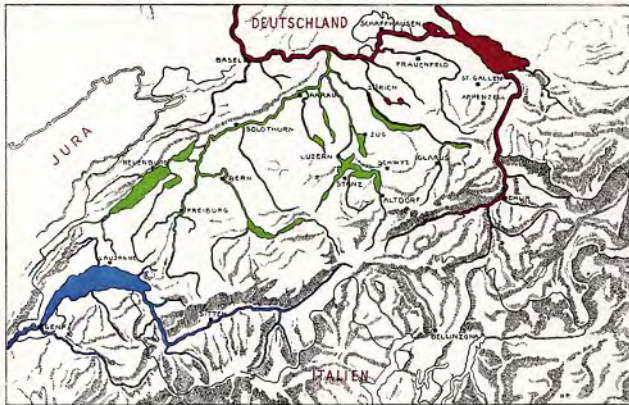 DEUTSCHLAND
SCHAFFHAUSEN
BASEL
FRAUENFELD
ST. GALLEN
APPENZELL
ZÜRICH
AARAU
JURA
SOLOTHURN
ZUG
LUZERN
SCHWYZ
GLARUS
NEUENBURG
BERN
STANZ
ALTDORF
CHUR
FREIBURG
LAUSANNE
SITTEN
GENF
BELLINZONA
ITALIEN